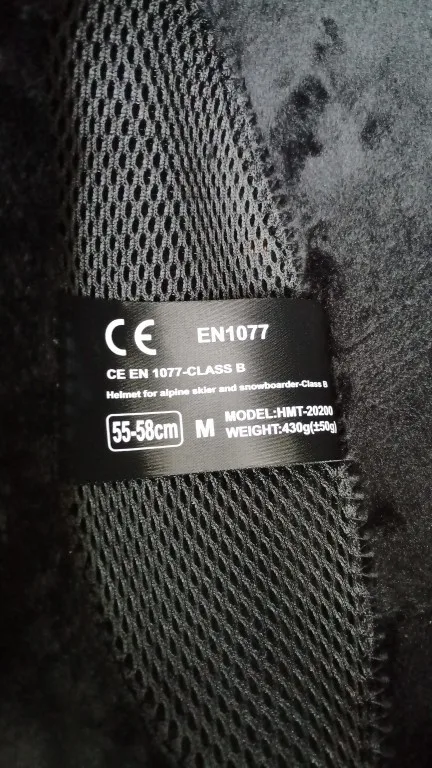 CE EN1077
CE EN 1077-CLASS B
Helmet for alpine skier and snowboarder-Class B
55-58cm M MODEL:HMT-20200
WEIGHT:430g(±50g)